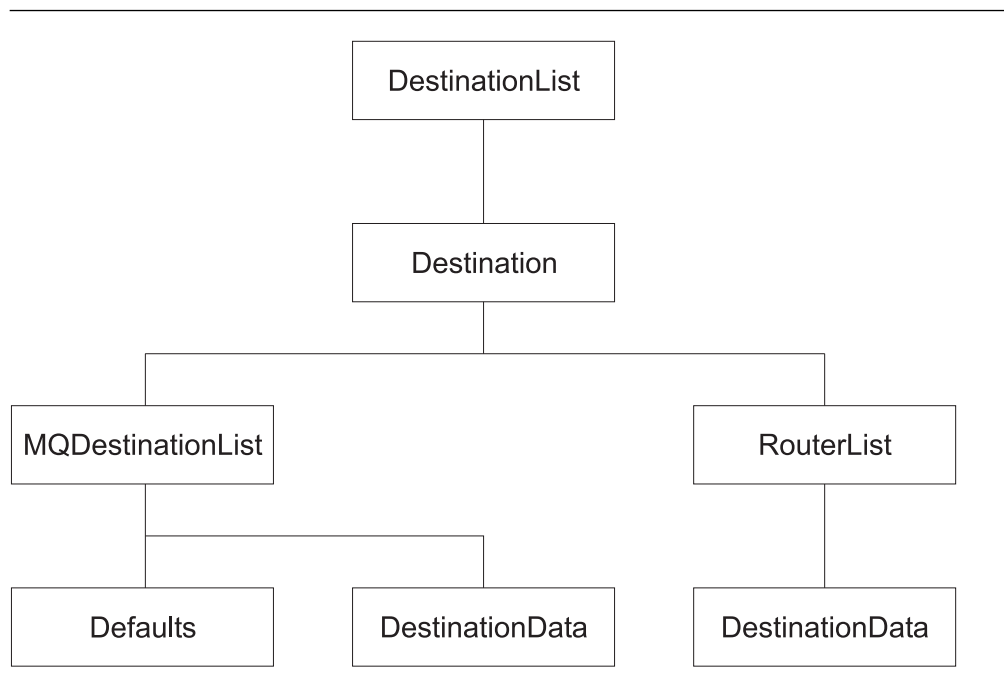 DestinationList
Destination
MQDestinationList
RouterList
Defaults
DestinationData
DestinationData